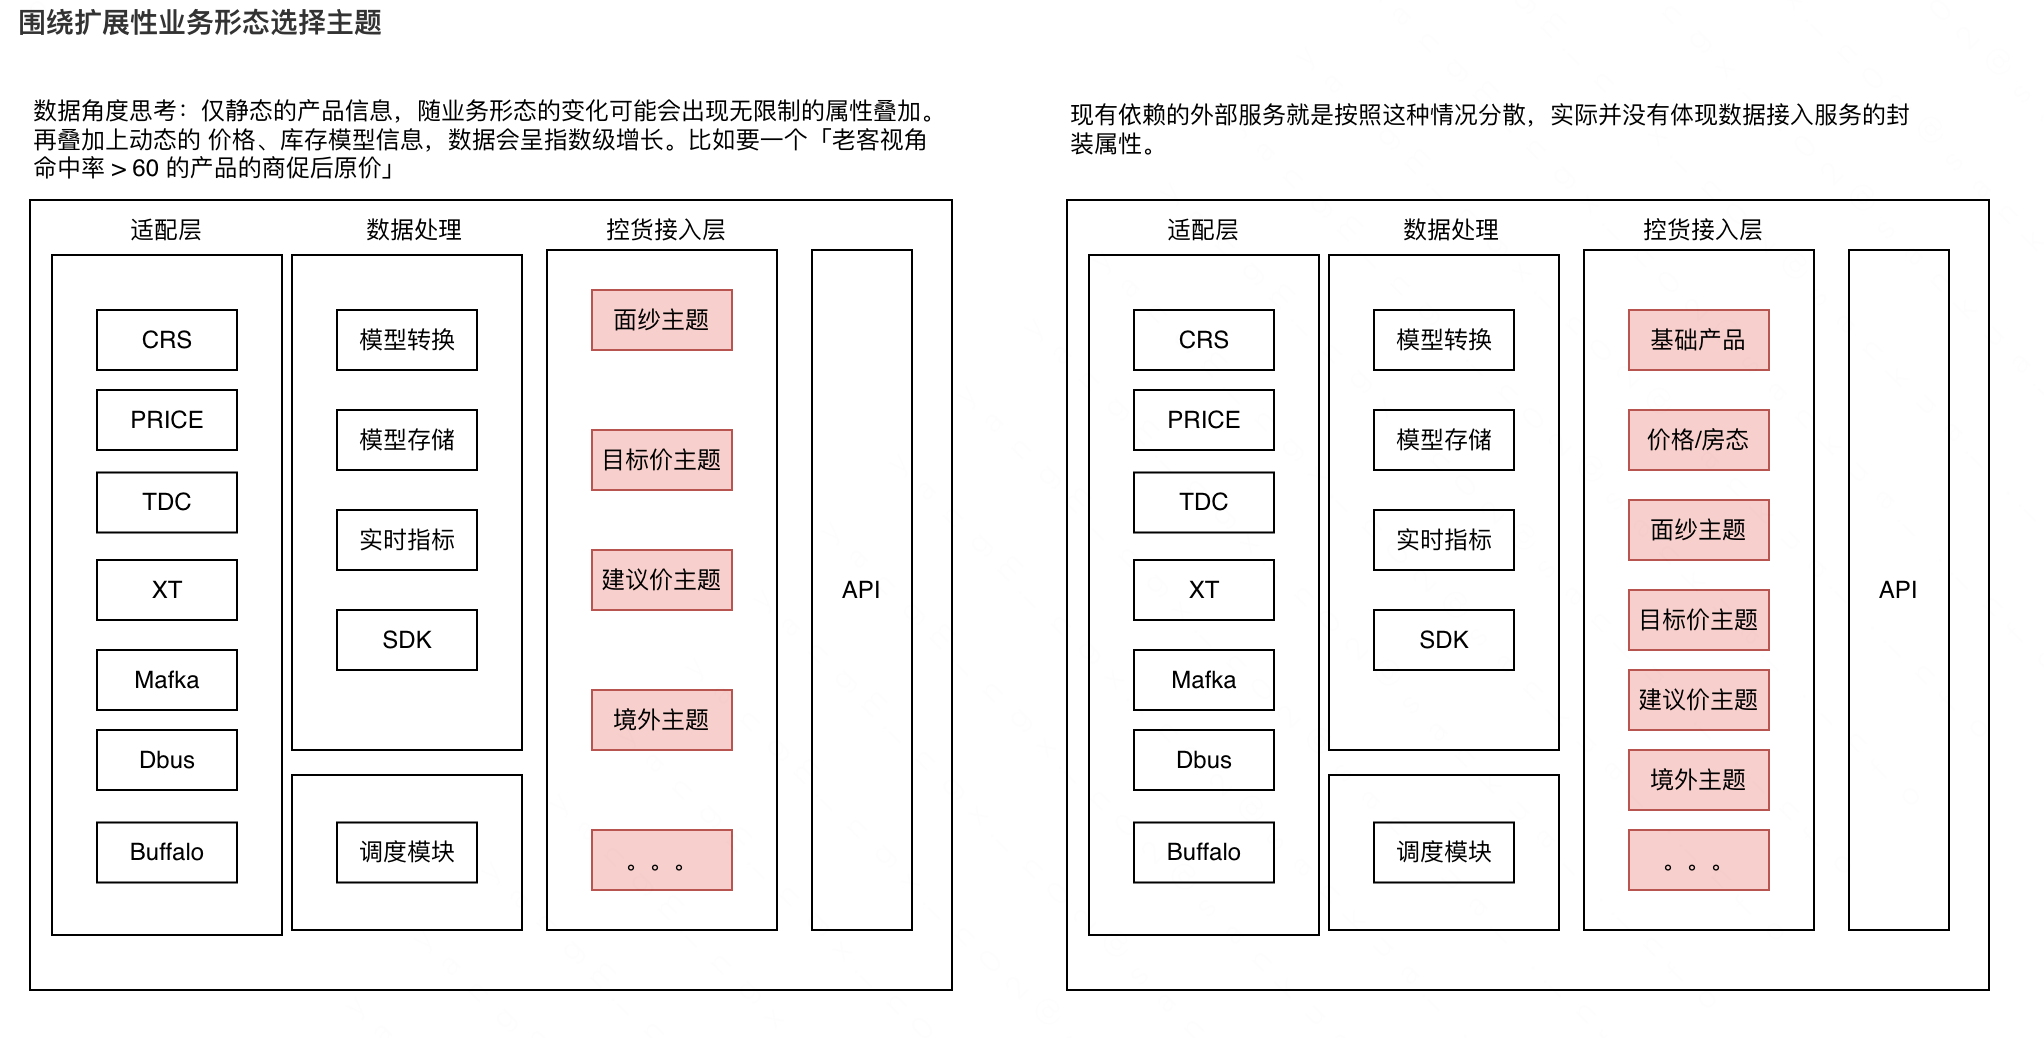 围绕扩展性业务形态选择主题
数据角度思考：仅静态的产品信息，随业务形态的变化可能会出现无限制的属性叠加。
再叠加上动态的 价格、库存模型信息，数据会呈指数级增长。比如要一个「老客视角
命中率 > 60 的产品的商促后原价」
适配层
数据处理
控货接入层
CRS
PRICE
TDC
XT
Mafka
Dbus
Buffalo
模型转换
模型存储
实时指标
SDK
调度模块
面纱主题
目标价主题
建议价主题
境外主题
。。。
API
现有依赖的外部服务就是按照这种情况分散，实际并没有体现数据接入服务的封
装属性。
适配层
数据处理
控货接入层
CRS
PRICE
TDC
XT
Mafka
Dbus
Buffalo
模型转换
模型存储
实时指标
SDK
调度模块
基础产品
价格/房态
面纱主题
目标价主题
建议价主题
境外主题
。。。
API